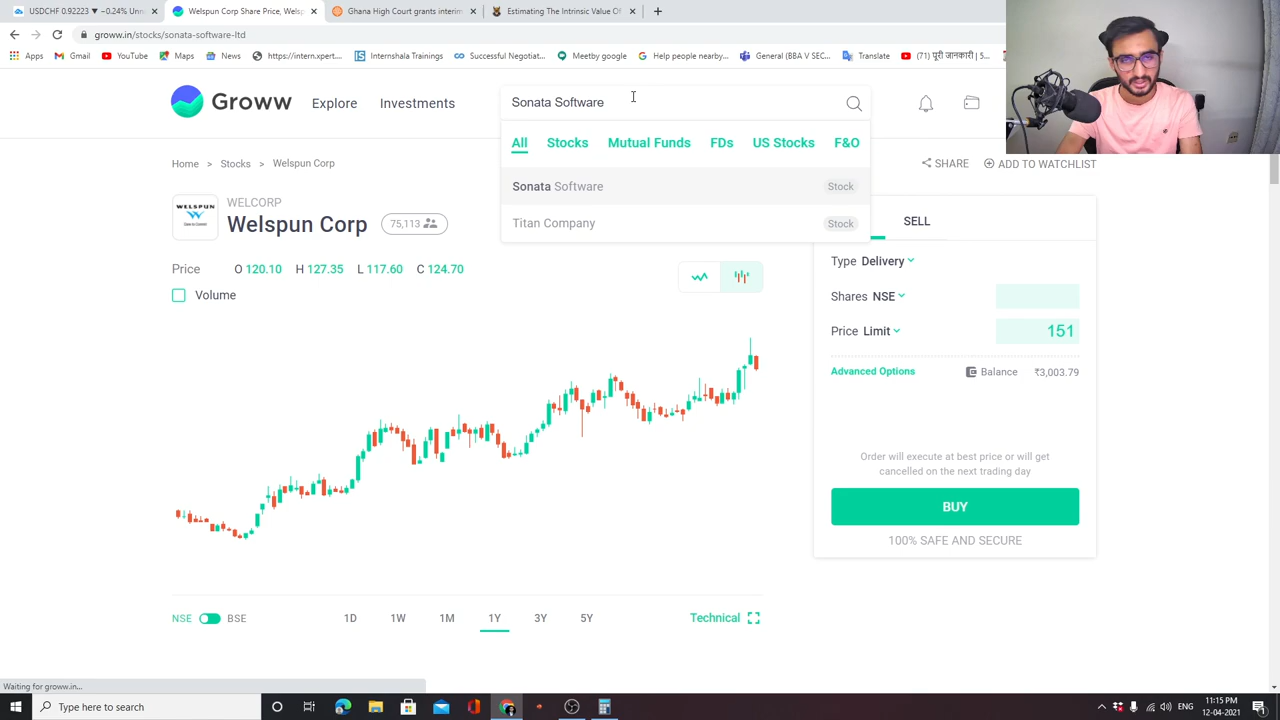 USDCHF 0.92223 ▼ −0.24% Unn
Welspun Corp Share Price, Wels
Ghana High Court grants interim
Estimating The Intrinsic Value Of
groww.in/stocks/sonata-software-ltd
Apps
Gmail
YouTube
Maps
News
https://intern.xpert...
Internshala Trainings
Successful Negotiat...
Meetby google
Help people nearby...
General (BBA V SEC...
Translate
(71) पूरी जानकारी | 5...
Groww
Explore
Investments
Sonata Software
All
Stocks
Mutual Funds
FDs
US Stocks
F&O
Sonata Software
Stock
Titan Company
Stock
Home > Stocks > Welspun Corp
SHARE
ADD TO WATCHLIST
WELSPUN
WELCORP
Welspun Corp
75,113
Price O 120.10 H 127.35 L 117.60 C 124.70
Volume
SELL
Type Delivery
Shares NSE
Price Limit
151
Advanced Options
Balance ₹3,003.79
Order will execute at best price or will get
cancelled on the next trading day
BUY
100% SAFE AND SECURE
NSE
BSE
1D
1W
1M
1Y
3Y
5Y
Technical
Waiting for groww.in...
Type here to search
ENG
11:15 PM
12-04-2021